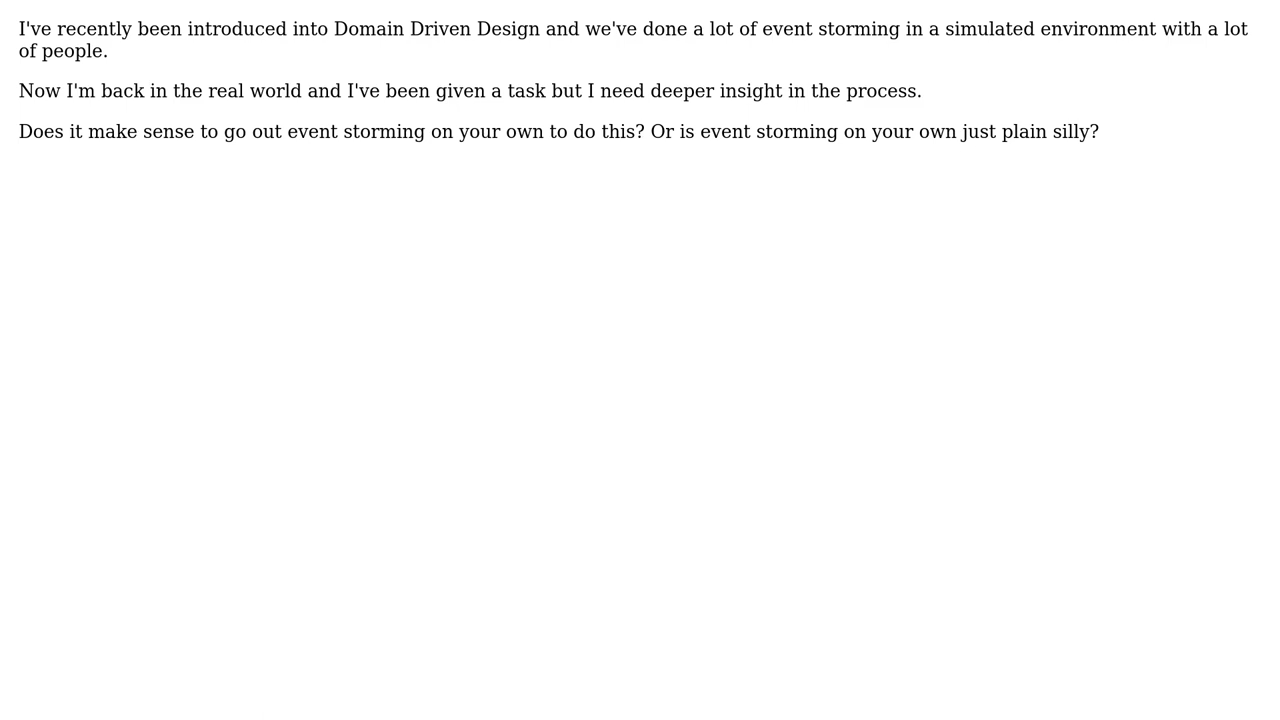 I've recently been introduced into Domain Driven Design and we've done a lot of event storming in a simulated environment with a lot
of people.
Now I'm back in the real world and I've been given a task but I need deeper insight in the process.
Does it make sense to go out event storming on your own to do this? Or is event storming on your own just plain silly?